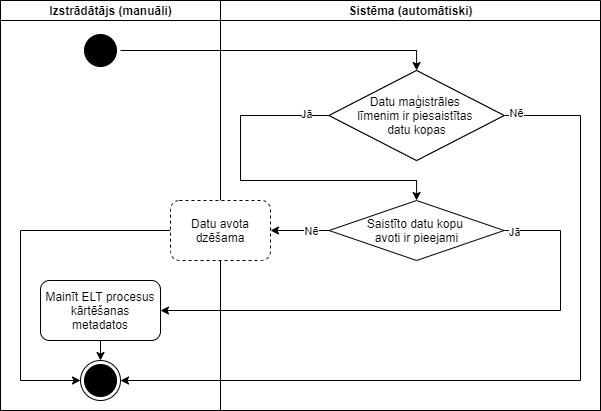 Izstrādātājs (manuāli)
Sistēma (automātiski)
Datu maģistrāles
līmenim ir piesaistītas
datu kopas
Jā
Nē
Datu avota
dzēšama
Nē
Saistīto datu kopu
avoti ir pieejami
Jā
Mainīt ELT procesus
kārtēšanas
metadatos